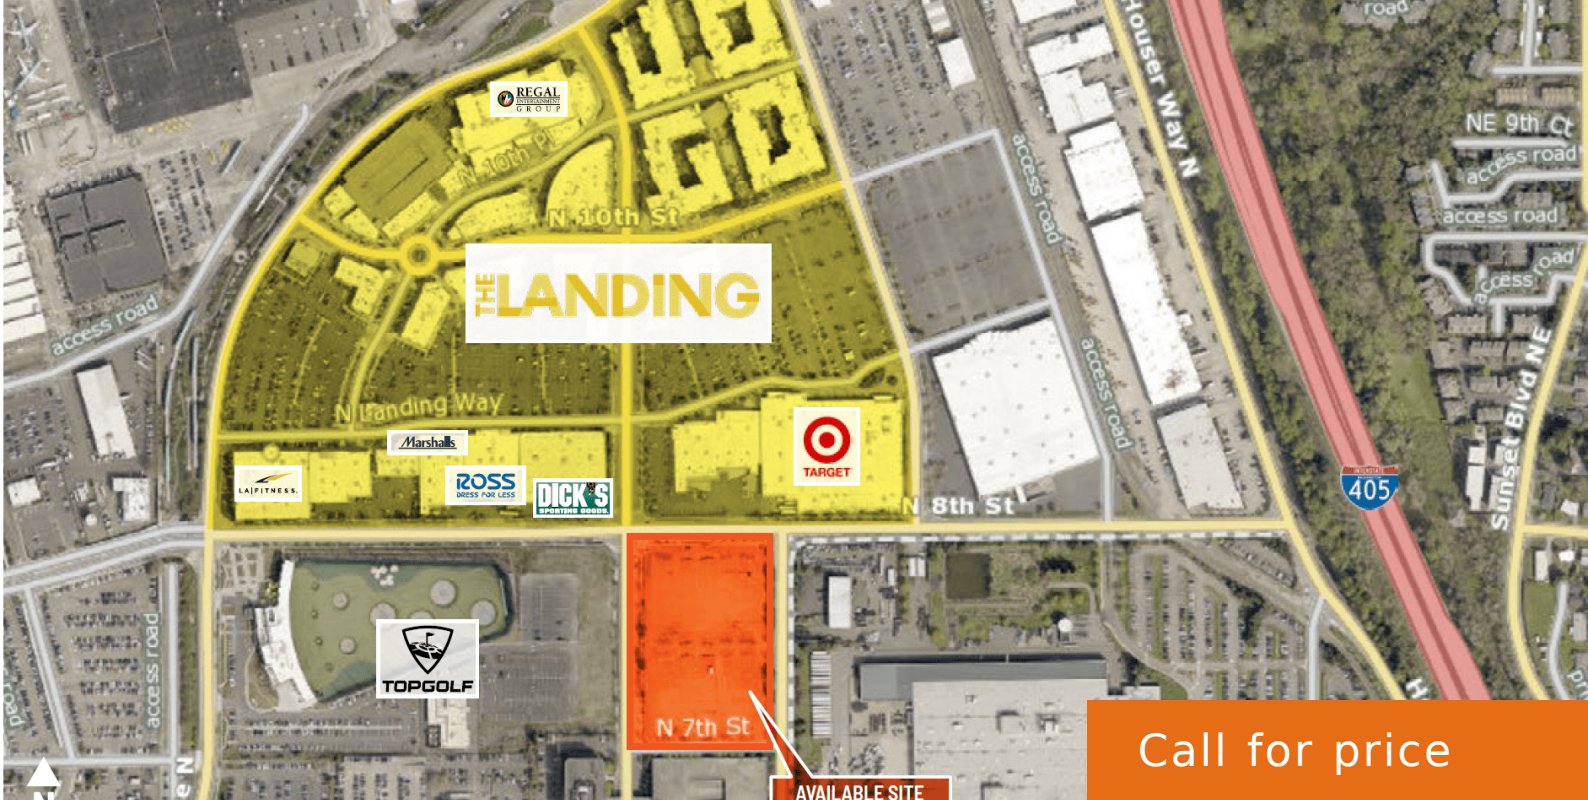 road
Houser Way N
REGAL
ENTERTAINMENT
GROUP
NE 9th Ct
N 10th Pl
access road
access road
access road
N 10th St
access road
THE LANDING
access road
access road
N Landing Way
Marshalls
TARGET
Sunset Blvd NE
LA|FITNESS.
ROSS
DRESS FOR LESS
DICK'S
SPORTING GOODS.
405
N 8th St
access road
road
TOPGOLF
N 7th St
Call for price
AVAILABLE SITE
e N
N